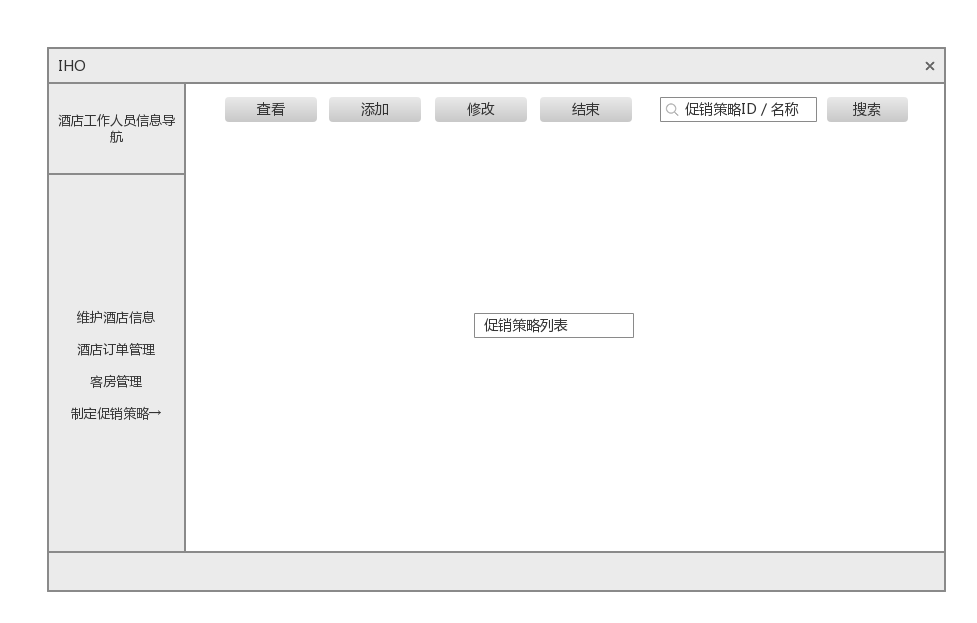 IHO
×
酒店工作人员信息导
航
查看
添加
修改
结束
促销策略ID / 名称
搜索
维护酒店信息
酒店订单管理
客房管理
制定促销策略→
促销策略列表